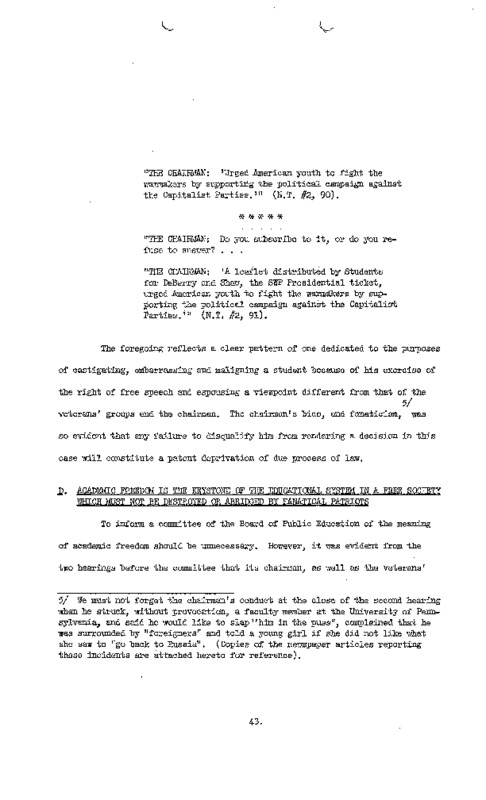 "THE CHAIRMAN: 'Urged American youth to fight the
warmakers by supporting the political campaign against
the Capitalist Parties.'" (N.T. #2, 90).
* * * * *
"THE CHAIRMAN: Do you subscribe to it, or do you re-
fuse to answer? . . .
"THE CHAIRMAN: 'A leaflet distributed by Students
for DeBerry and Shaw, the SWP Presidential ticket,
urged American youth to fight the warmakers by sup-
porting the political campaign against the Capitalist
Parties.'" (N.T. #2, 91).
The foregoing reflects a clear pattern of one dedicated to the purposes
of castigating, embarrassing and maligning a student because of his exercise of
the right of free speech and espousing a viewpoint different from that of the
veterans' groups and the chairman. The chairman's bias, and fanaticism, 5/ was
so evident that any failure to disqualify him from rendering a decision in this
case will constitute a patent deprivation of due process of law.
D. ACADEMIC FREEDOM IS THE KEYSTONE OF THE EDUCATIONAL SYSTEM IN A FREE SOCIETY
WHICH MUST NOT BE DESTROYED OR ABRIDGED BY FANATICAL PATRIOTS
To inform a committee of the Board of Public Education of the meaning
of academic freedom should be unnecessary. However, it was evident from the
two hearings before the committee that its chairman, as well as the veterans'
5/ We must not forget the chairman's conduct at the close of the second hearing
when he struck, without provocation, a faculty member at the University of Penn-
sylvania, and said he would like to slap "him in the puss", complained that he
was surrounded by "foreigners" and told a young girl if she did not like what
she saw to "go back to Russia". (Copies of the newspaper articles reporting
these incidents are attached hereto for reference).
43.